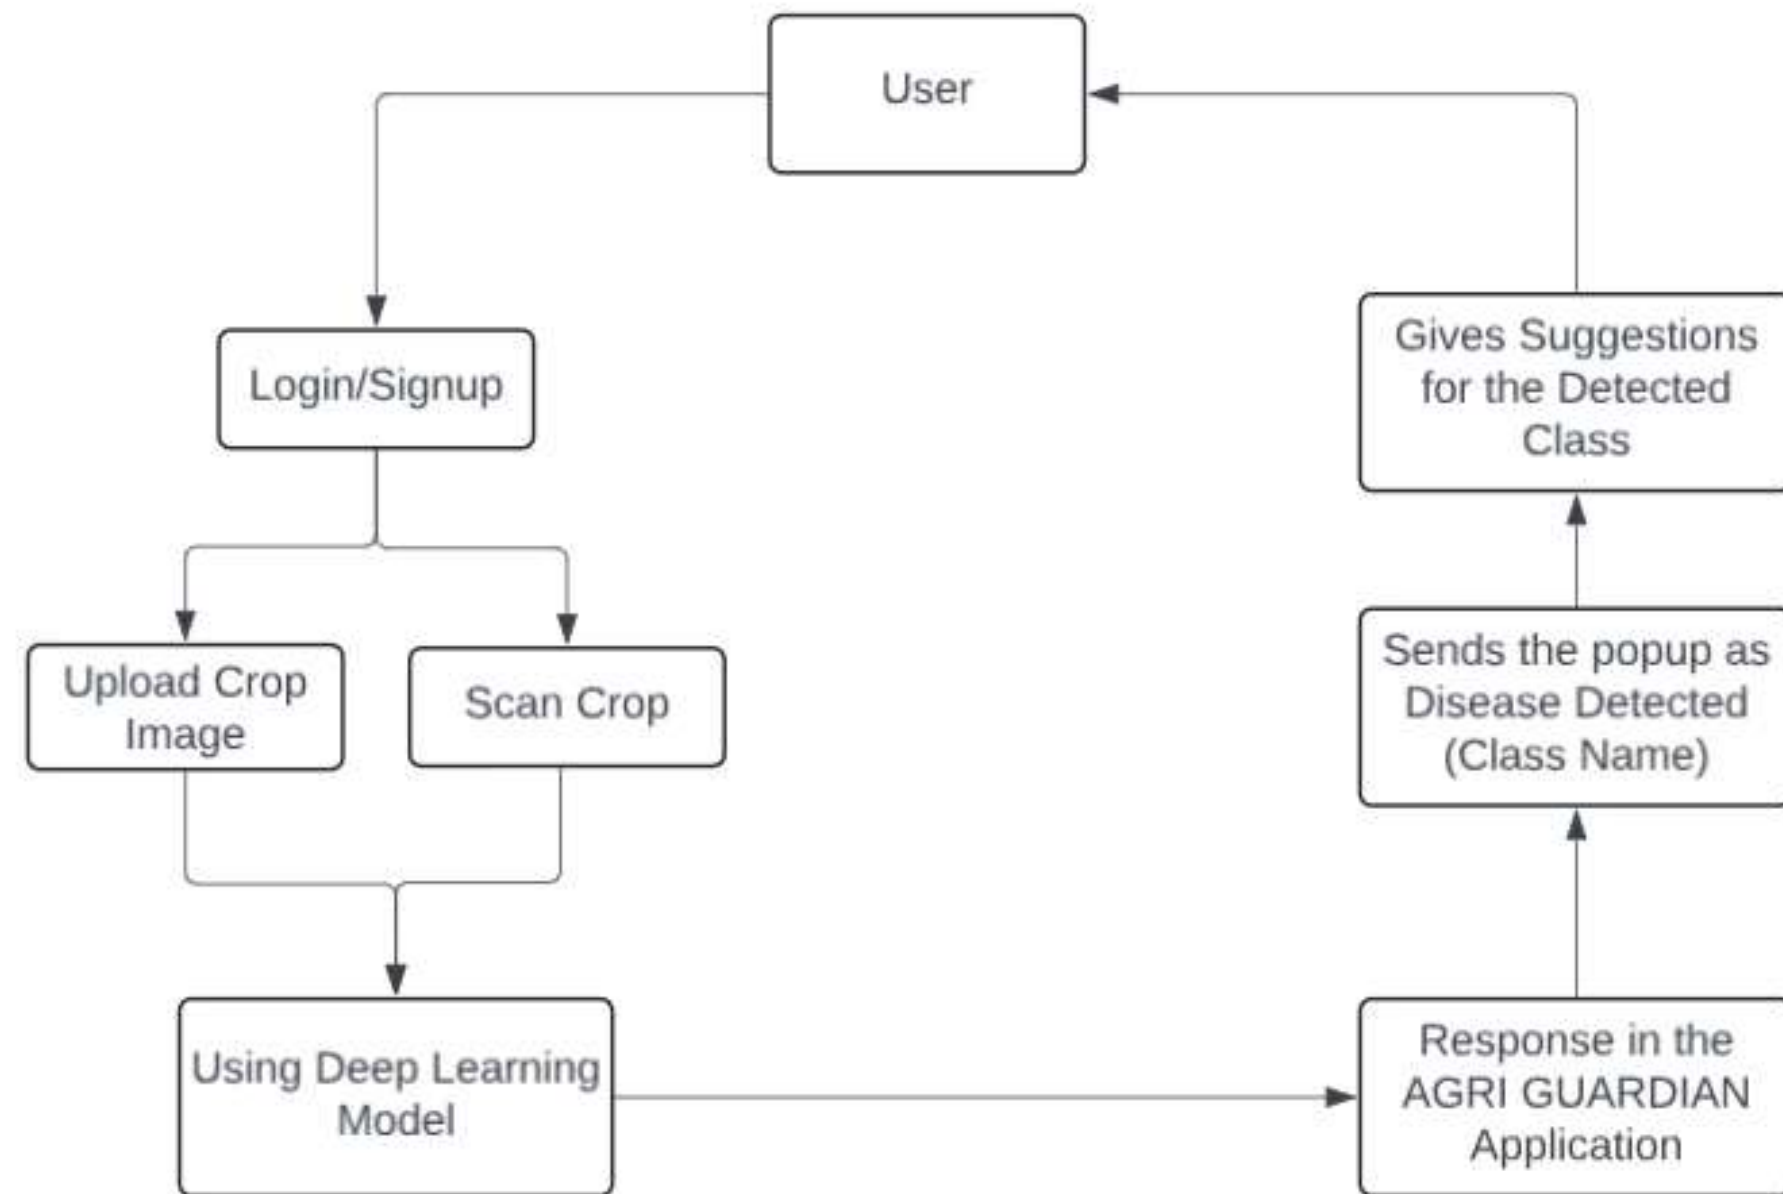 User
Login/Signup
Upload Crop
Image
Scan Crop
Using Deep Learning
Model
Response in the
AGRI GUARDIAN
Application
Sends the popup as
Disease Detected
(Class Name)
Gives Suggestions
for the Detected
Class